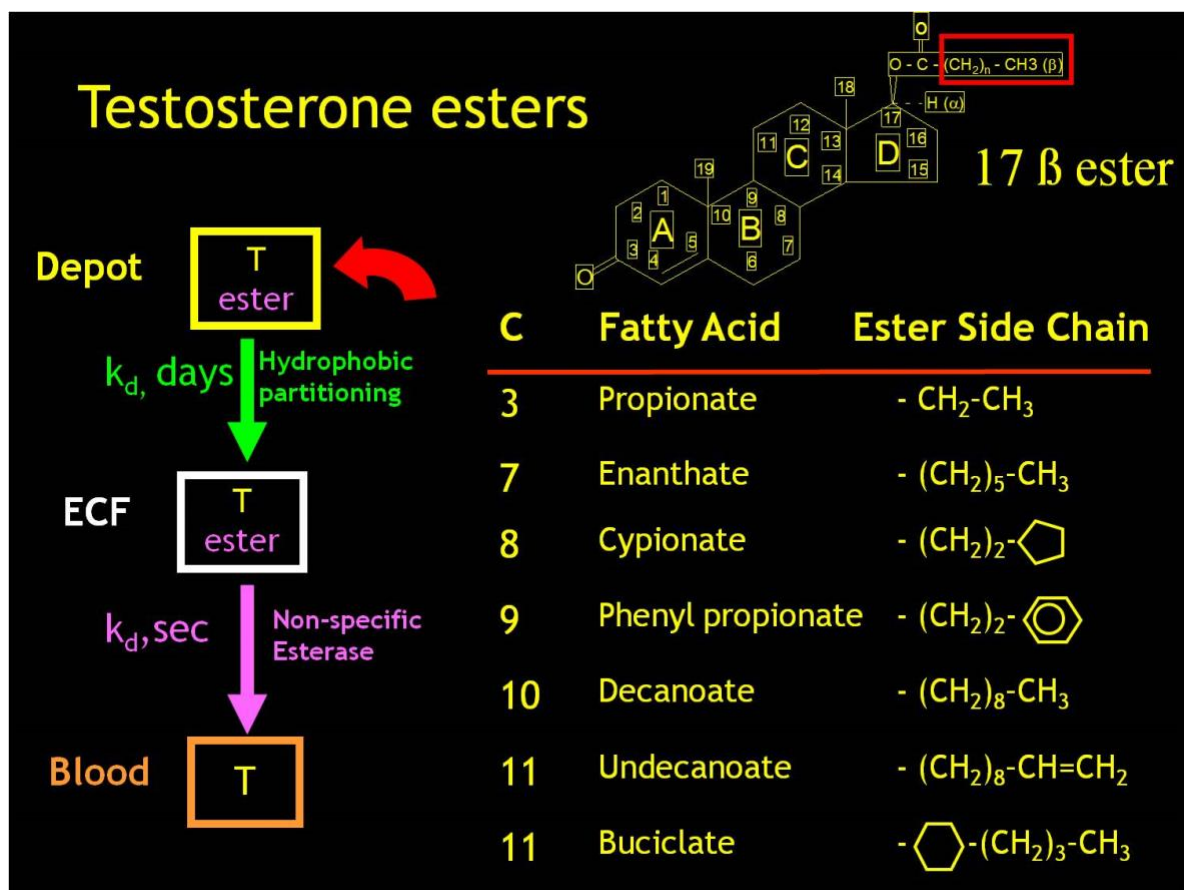 Testosterone esters
O
O - C - (CH₂)ₙ - CH3 (β)
H (α)
18
17
12
11
13
16
C
D
19
14
15
17 ß ester
1
9
2
10
8
A
B
3
5
7
4
6
O
Depot
T
ester
k_d, days
Hydrophobic
partitioning
ECF
T
ester
k_d,sec
Non-specific
Esterase
Blood
T
C Fatty Acid Ester Side Chain
3 Propionate - CH₂-CH₃
7 Enanthate - (CH₂)₅-CH₃
8 Cypionate - (CH₂)₂-
9 Phenyl propionate - (CH₂)₂-
10 Decanoate - (CH₂)₈-CH₃
11 Undecanoate - (CH₂)₈-CH=CH₂
11 Buciclate - -(CH₂)₃-CH₃